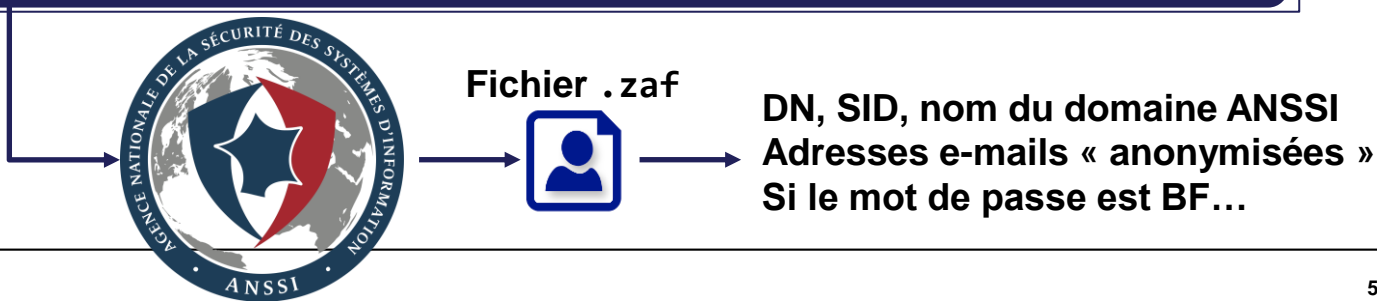 AGENCE NATIONALE DE LA SÉCURITÉ DES SYSTÈMES D'INFORMATION
ANSSI
Fichier .zaf
DN, SID, nom du domaine ANSSI
Adresses e-mails « anonymisées »
Si le mot de passe est BF…
5